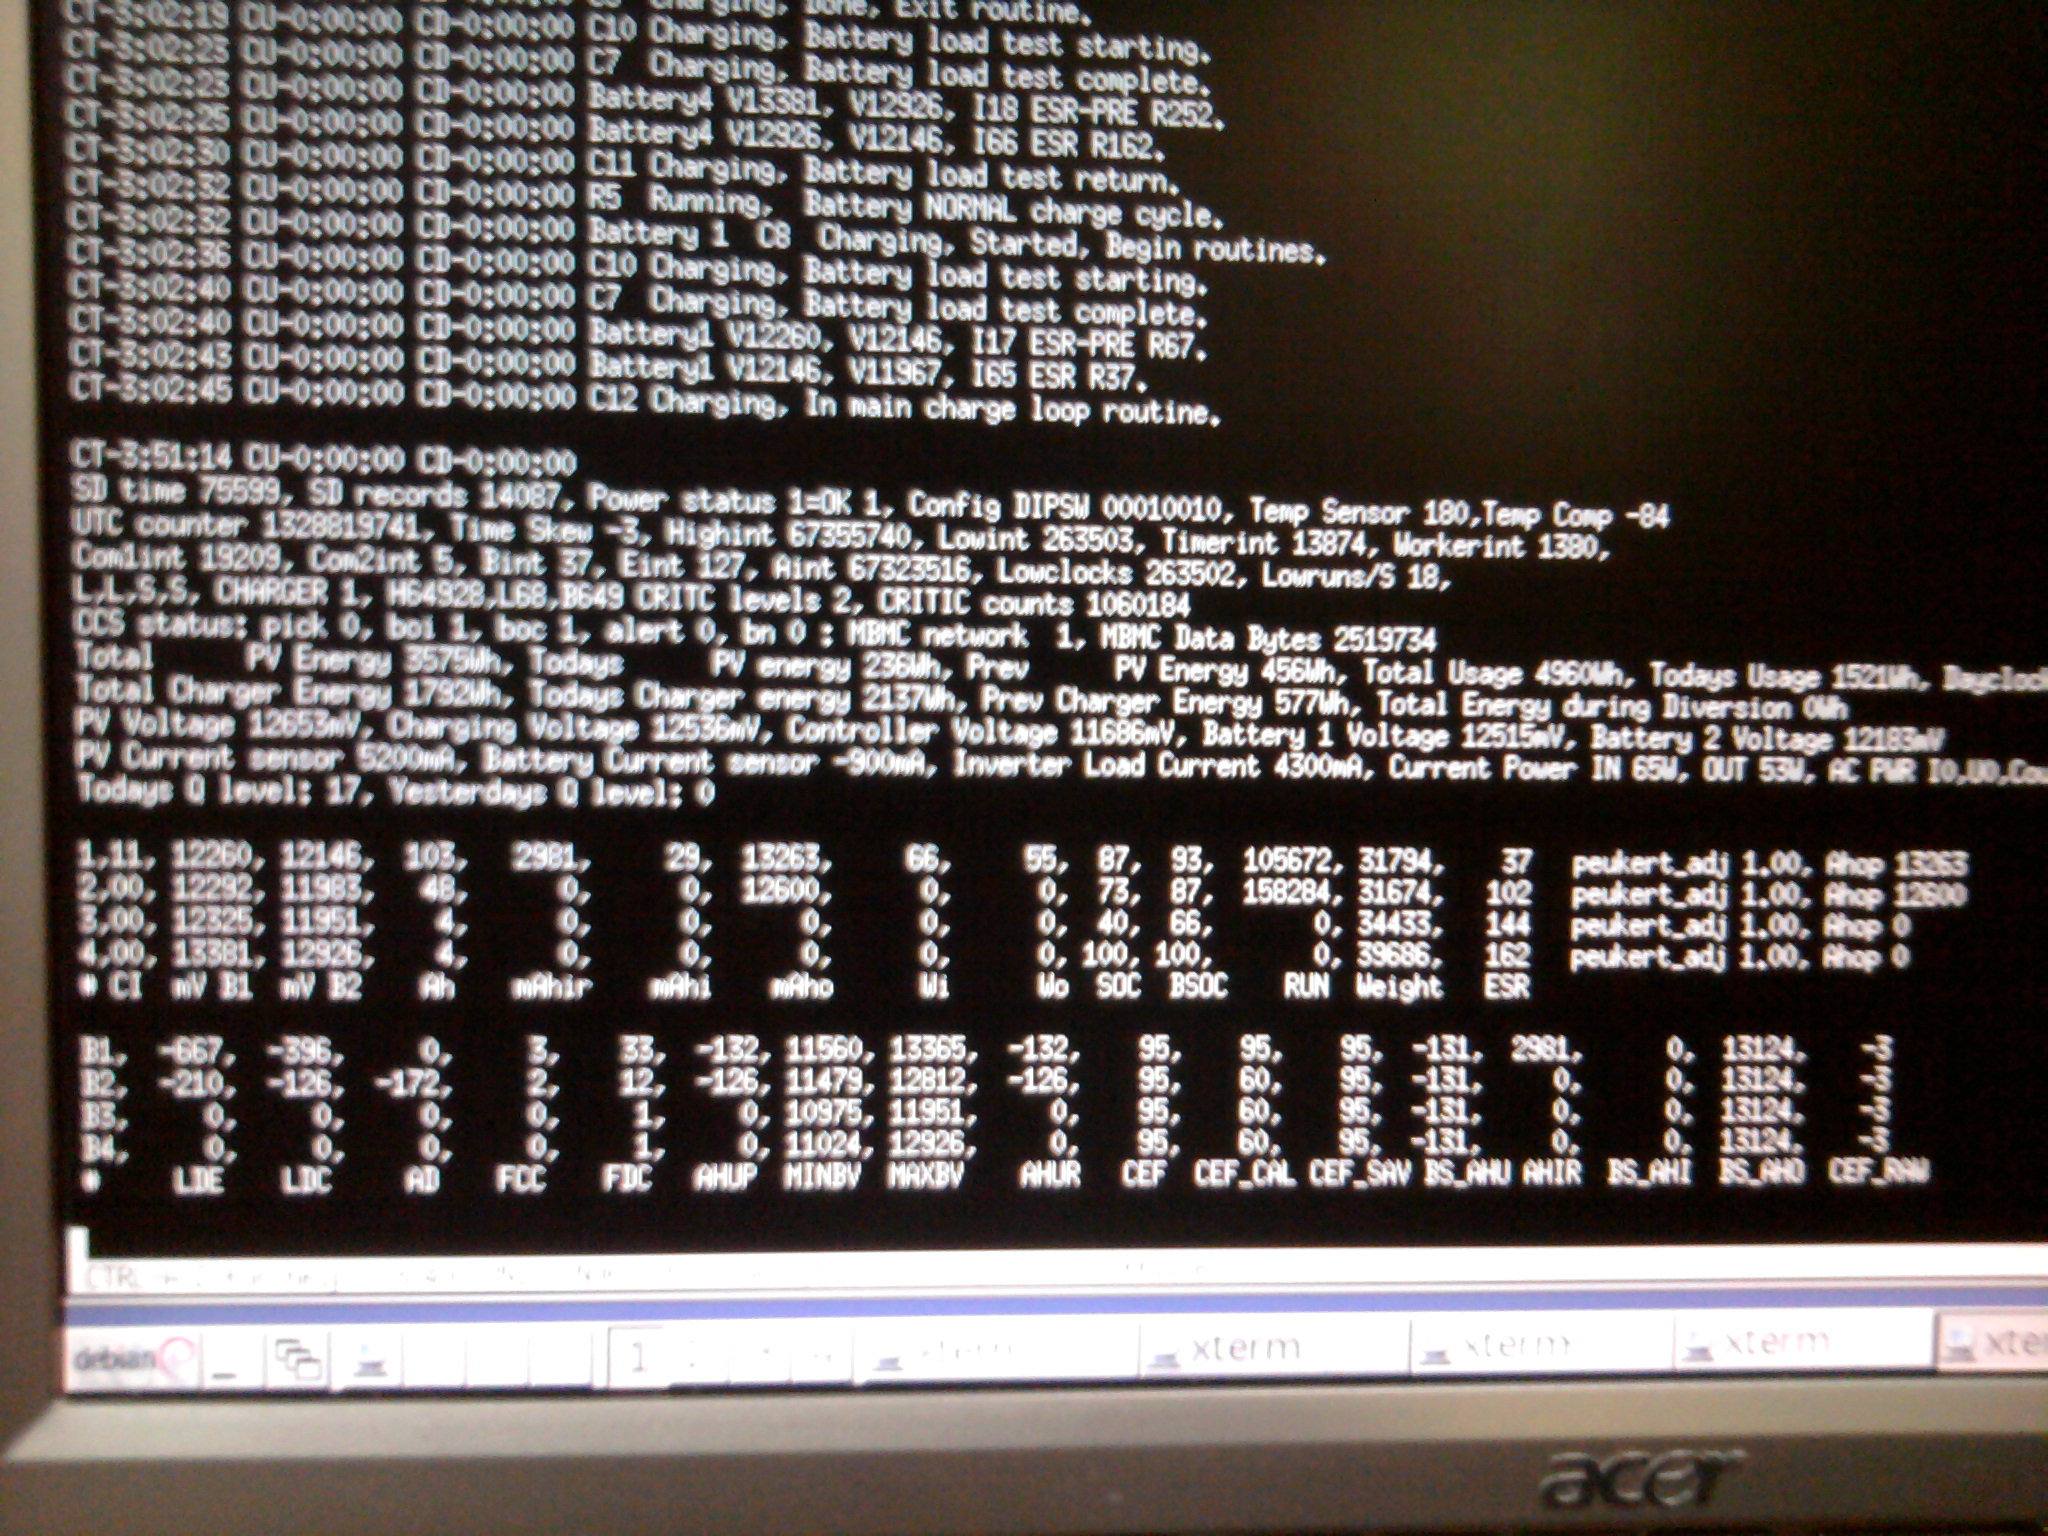 CT-3:02:19 CU-0:00:00 CD-0:00:00 Charging, Done, Exit routine.
CT-3:02:23 CU-0:00:00 CD-0:00:00 C10 Charging, Battery load test starting.
CT-3:02:23 CU-0:00:00 CD-0:00:00 C7 Charging, Battery load test complete.
CT-3:02:25 CU-0:00:00 CD-0:00:00 Battery4 V13381, V12926, I18 ESR-PRE R252.
CT-3:02:30 CU-0:00:00 CD-0:00:00 Battery4 V12926, V12146, I66 ESR R162.
CT-3:02:32 CU-0:00:00 CD-0:00:00 C11 Charging, Battery load test return.
CT-3:02:32 CU-0:00:00 CD-0:00:00 R5 Running, Battery NORMAL charge cycle.
CT-3:02:36 CU-0:00:00 CD-0:00:00 Battery 1 C8 Charging, Started, Begin routines.
CT-3:02:40 CU-0:00:00 CD-0:00:00 C10 Charging, Battery load test starting.
CT-3:02:40 CU-0:00:00 CD-0:00:00 C7 Charging, Battery load test complete.
CT-3:02:43 CU-0:00:00 CD-0:00:00 Battery1 V12260, V12146, I17 ESR-PRE R67.
CT-3:02:45 CU-0:00:00 CD-0:00:00 Battery1 V12146, V11967, I65 ESR R37.
C12 Charging, In main charge loop routine.
CT-3:51:14 CU-0:00:00 CD-0:00:00
SD time 75599, SD records 14087, Power status 1=OK 1, Config DIPSW 00010010, Temp Sensor 180,Temp Comp -84
UTC counter 1328819741, Time Skew -3, Highint 67355740, Lowint 263503, Timerint 13874, Workerint 1380,
Com1int 19209, Com2int 5, Bint 37, Eint 127, Aint 67323516, Lowclocks 263502, Lowruns/S 18,
L,L,S,S, CHARGER 1, H64928,L68,B649 CRITC levels 2, CRITIC counts 1060184
CCS status: pick 0, boi 1, boc 1, alert 0, bn 0 : MBMC network 1, MBMC Data Bytes 2519734
Total PV Energy 3575Wh, Todays PV energy 236Wh, Prev PV Energy 456Wh, Total Usage 4960Wh, Todays Usage 1521Wh,
Total Charger Energy 1792Wh, Todays Charger energy 2137Wh, Prev Charger Energy 577Wh, Total Energy during Diversion 0Wh
PV Voltage 12653mV, Charging Voltage 12536mV, Controller Voltage 11686mV, Battery 1 Voltage 12515mV, Battery 2 Voltage 12183mV
PV Current sensor 5200mA, Battery Current sensor -900mA, Inverter Load Current 4300mA, Current Power IN 65W, OUT 53W, AC PWR I0,U0,
Todays Q level: 17, Yesterdays Q level: 0
1,11, 12260, 12146, 103, 2981, 29, 13263, 66, 55, 87, 93, 105672, 31794, 37 peukert_adj 1.00, Ahop 13263
2,00, 12292, 11983, 48, 0, 0, 12600, 0, 0, 73, 87, 158284, 31674, 102 peukert_adj 1.00, Ahop 12600
3,00, 12325, 11951, 4, 0, 0, 0, 0, 0, 40, 66, 0, 34433, 144 peukert_adj 1.00, Ahop 0
4,00, 13381, 12926, 4, 0, 0, 0, 0, 0, 100, 100, 0, 39686, 162 peukert_adj 1.00, Ahop 0
# CI mV B1 mV B2 Ah mAhir mAhi mAho Wi Wo SOC BSOC RUN Weight ESR
B1, -667, -396, 0, 3, 33, -132, 11560, 13365, -132, 95, 95, 95, -131, 2981, 0, 13124, -3
B2, -210, -126, -172, 2, 12, -126, 11479, 12812, -126, 95, 60, 95, -131, 0, 0, 13124, -3
B3, 0, 0, 0, 0, 1, 0, 10975, 11951, 0, 95, 60, 95, -131, 0, 0, 13124, -3
B4, 0, 0, 0, 0, 1, 0, 11024, 12926, 0, 95, 60, 95, -131, 0, 0, 13124, -3
# LDE LDC AD FCC FDC AHUP MINBV MAXBV AHUR CEF CEF_CAL CEF_SAV BS_AHU AHIR BS_AHI BS_AHO CEF_RAW
debian 1 xterm xterm xterm xterm
acer